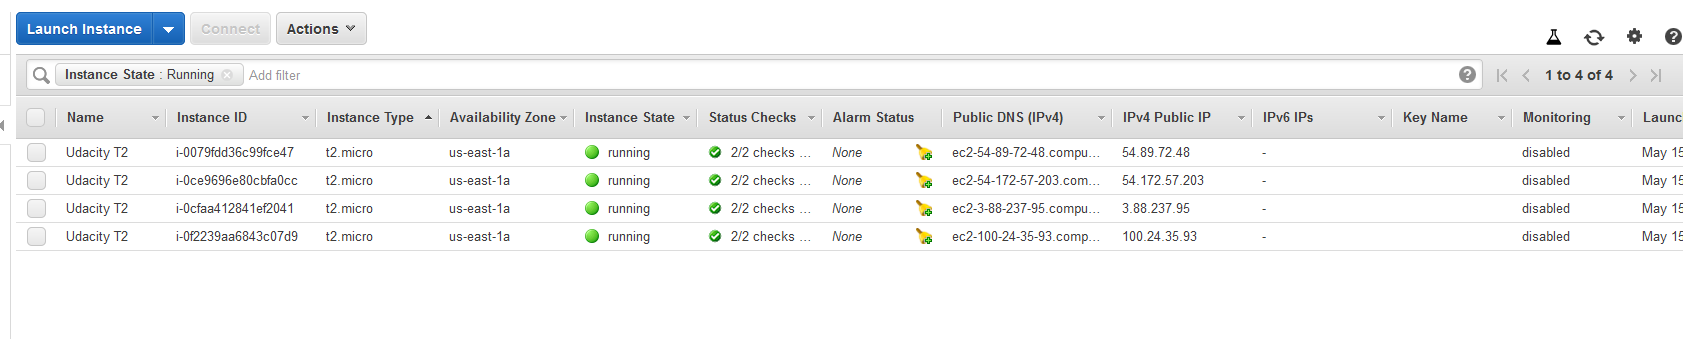 Launch Instance Connect Actions
Instance State : Running Add filter 1 to 4 of 4
Name Instance ID Instance Type Availability Zone Instance State Status Checks Alarm Status Public DNS (IPv4) IPv4 Public IP IPv6 IPs Key Name Monitoring Launc
Udacity T2 i-0079fdd36c99fce47 t2.micro us-east-1a running 2/2 checks ... None ec2-54-89-72-48.compu... 54.89.72.48 - disabled May 15
Udacity T2 i-0ce9696e80cbfa0cc t2.micro us-east-1a running 2/2 checks ... None ec2-54-172-57-203.com... 54.172.57.203 - disabled May 15
Udacity T2 i-0cfaa412841ef2041 t2.micro us-east-1a running 2/2 checks ... None ec2-3-88-237-95.compu... 3.88.237.95 - disabled May 15
Udacity T2 i-0f2239aa6843c07d9 t2.micro us-east-1a running 2/2 checks ... None ec2-100-24-35-93.comp... 100.24.35.93 - disabled May 15